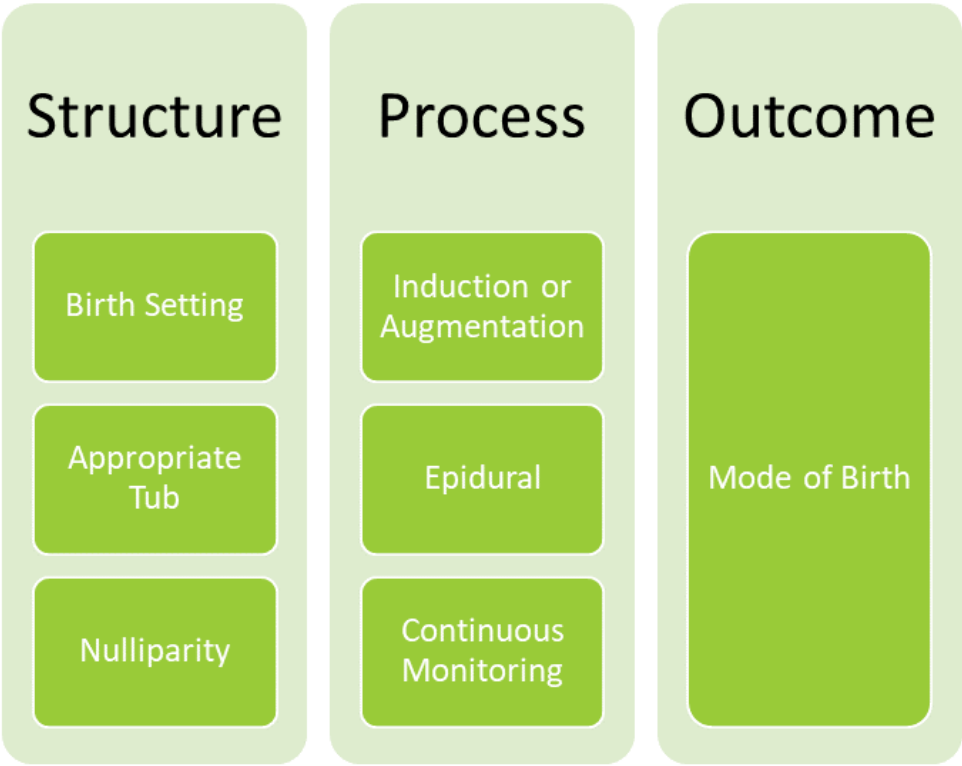 Structure
Birth Setting
Appropriate
Tub
Nulliparity
Process
Induction or
Augmentation
Epidural
Continuous
Monitoring
Outcome
Mode of Birth